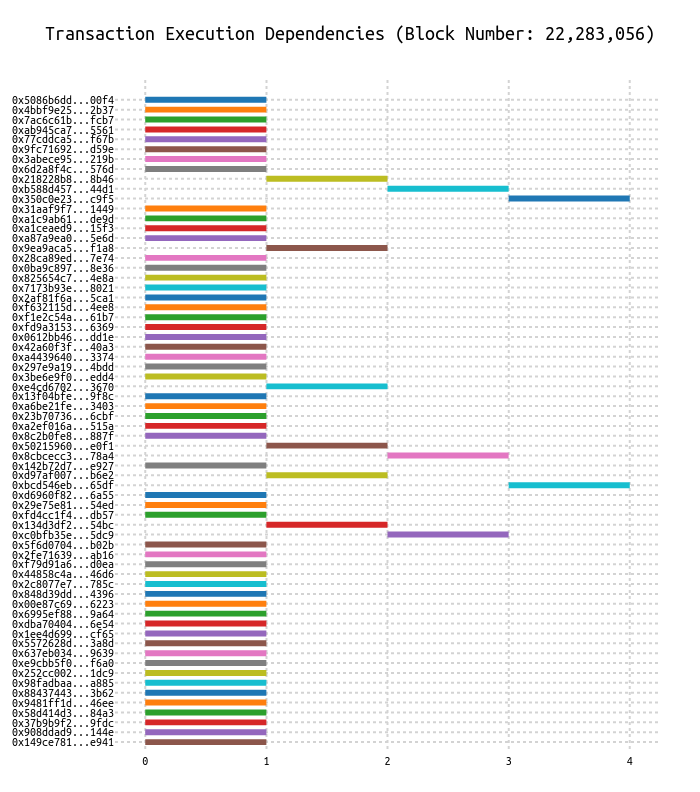 Transaction Execution Dependencies (Block Number: 22,283,056)
0x5086b6dd...00f4
0x4bbf9e25...2b37
0x7ac6c61b...fcb7
0xab945ca7...5561
0x77cddca5...f67b
0x9fc71692...d59e
0x3abece95...219b
0x6d2a8f4c...576d
0x218228b8...8b46
0xb588d457...44d1
0x350c0e23...c9f5
0x31aaf9f7...1449
0xa1c9ab61...de9d
0xa1ceaed9...15f3
0xa87a9ea0...5e6d
0x9ea9aca5...f1a8
0x28ca89ed...7e74
0x0ba9c897...8e36
0x825654c7...4e8a
0x7173b93e...8021
0x2af81f6a...5ca1
0xf632115d...4ee8
0xf1e2c54a...61b7
0xfd9a3153...6369
0x0612bb46...dd1e
0x42a60f3f...40a3
0xa4439640...3374
0x297e9a19...4bdd
0x3be6e9f0...edd4
0xe4cd6702...3670
0x13f04bfe...9f8c
0xa6be21fe...3403
0x23b70736...6cbf
0xa2ef016a...515a
0x8c2b0fe8...887f
0x50215960...e0f1
0x8cbcecc3...78a4
0x142b72d7...e927
0xd97af007...b6e2
0xbcd546eb...65df
0xd6960f82...6a55
0x29e75e81...54ed
0xfd4cc1f4...db57
0x134d3df2...54bc
0xc0bfb35e...5dc9
0x5f6d0704...b02b
0x2fe71639...ab16
0xf79d91a6...d0ea
0x44858c4a...46d6
0x2c8077e7...785c
0x848d39dd...4396
0x00e87c69...6223
0x6995ef88...9a64
0xdba70404...6e54
0x1ee4d699...cf65
0x5572628d...3a8d
0x637eb034...9639
0xe9cbb5f0...f6a0
0x252cc002...1dc9
0x98fadbaa...a885
0x88437443...3b62
0x9481ff1d...46ee
0x58d414d3...84a3
0x37b9b9f2...9fdc
0x908ddad9...144e
0x149ce781...e941
0 1 2 3 4